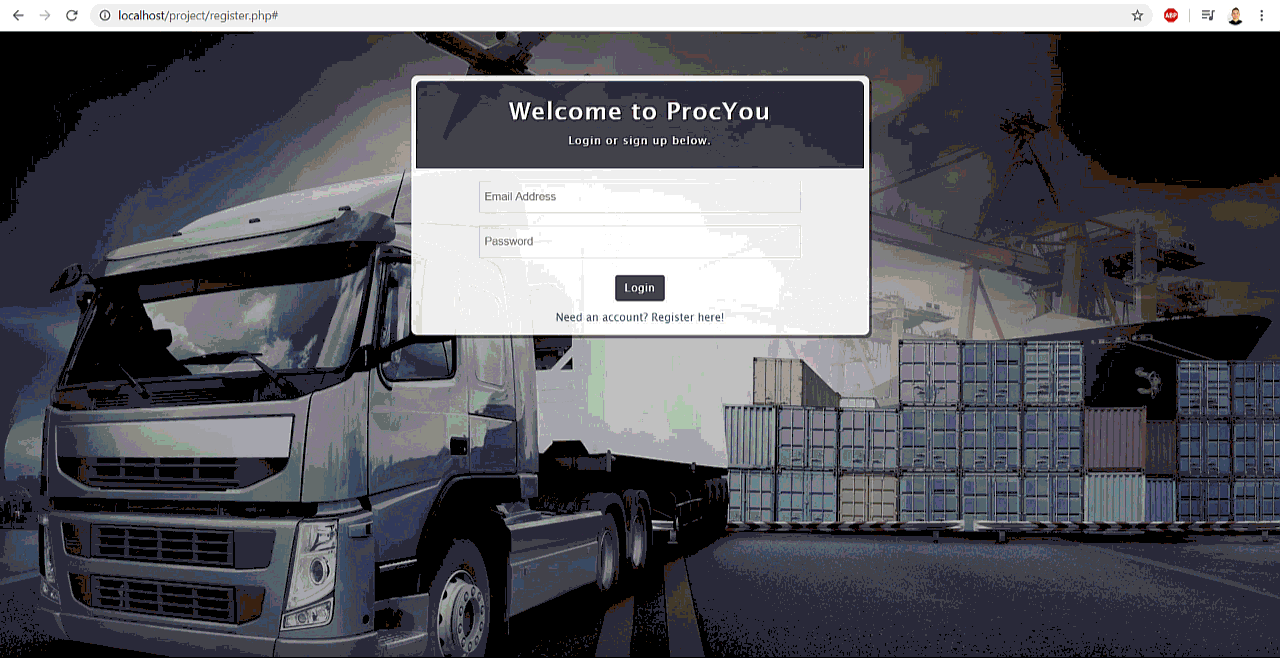 localhost/project/register.php#
ABP
Welcome to ProcYou
Login or sign up below.
Email Address
Password
Login
Need an account? Register here!